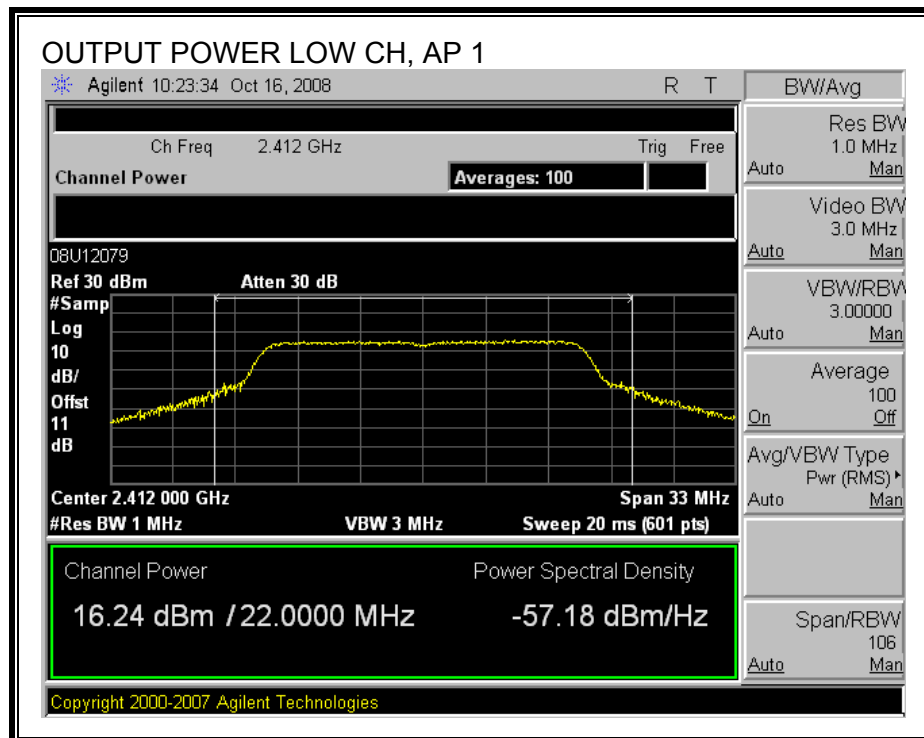 OUTPUT POWER LOW CH, AP 1
Agilent 10:23:34 Oct 16, 2008 R T
Ch Freq 2.412 GHz Trig Free
Channel Power Averages: 100
08U12079
Ref 30 dBm Atten 30 dB
#Samp
Log
10
dB/
Offst
11
dB
Center 2.412 000 GHz Span 33 MHz
#Res BW 1 MHz VBW 3 MHz Sweep 20 ms (601 pts)
Channel Power Power Spectral Density
16.24 dBm / 22.0000 MHz -57.18 dBm/Hz
Copyright 2000-2007 Agilent Technologies
BW/Avg
Res BW
1.0 MHz
Auto Man
Video BW
3.0 MHz
Auto Man
VBW/RBW
3.00000
Auto Man
Average
100
On Off
Avg/VBW Type
Pwr (RMS)
Auto Man
Span/RBW
106
Auto Man